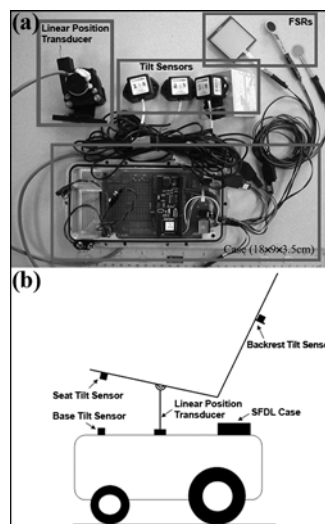 (a)
Linear Position
Transducer
FSRs
Tilt Sensors
Case (18×9×3.5cm)
(b)
Backrest Tilt Senso
Seat Tilt Sensor
Linear Position
Transducer
Base Tilt Sensor
SFDL Case